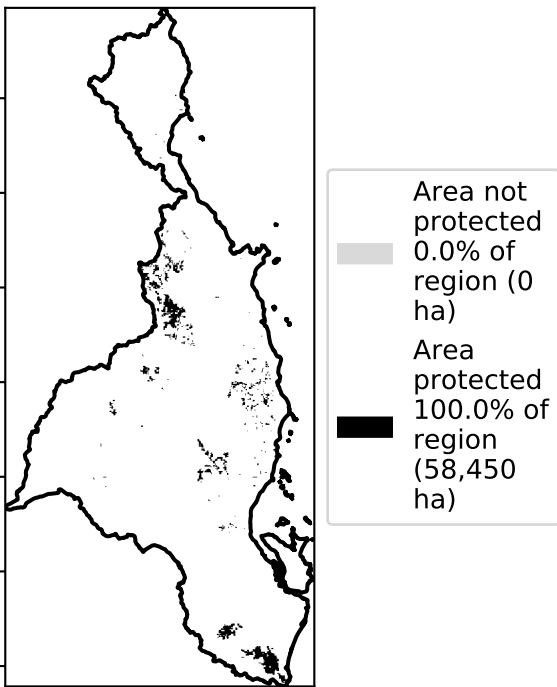 Area not
protected
0.0% of
region (0
ha)
Area
protected
100.0% of
region
(58,450
ha)